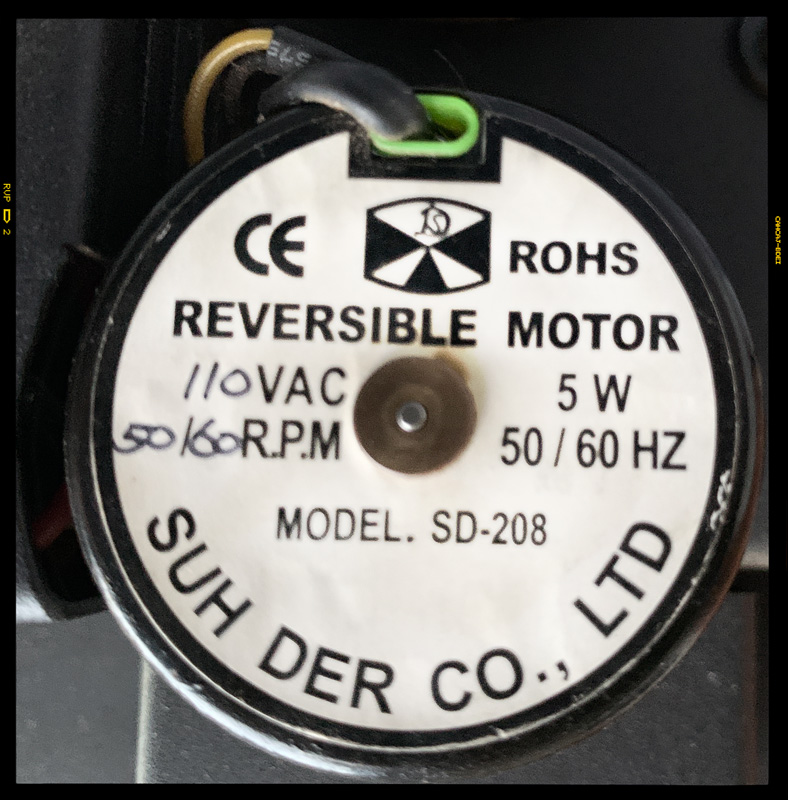 CE ROHS
REVERSIBLE MOTOR
110VAC 5 W
50/60R.P.M 50 / 60 HZ
MODEL. SD-208
SUH DER CO., LTD